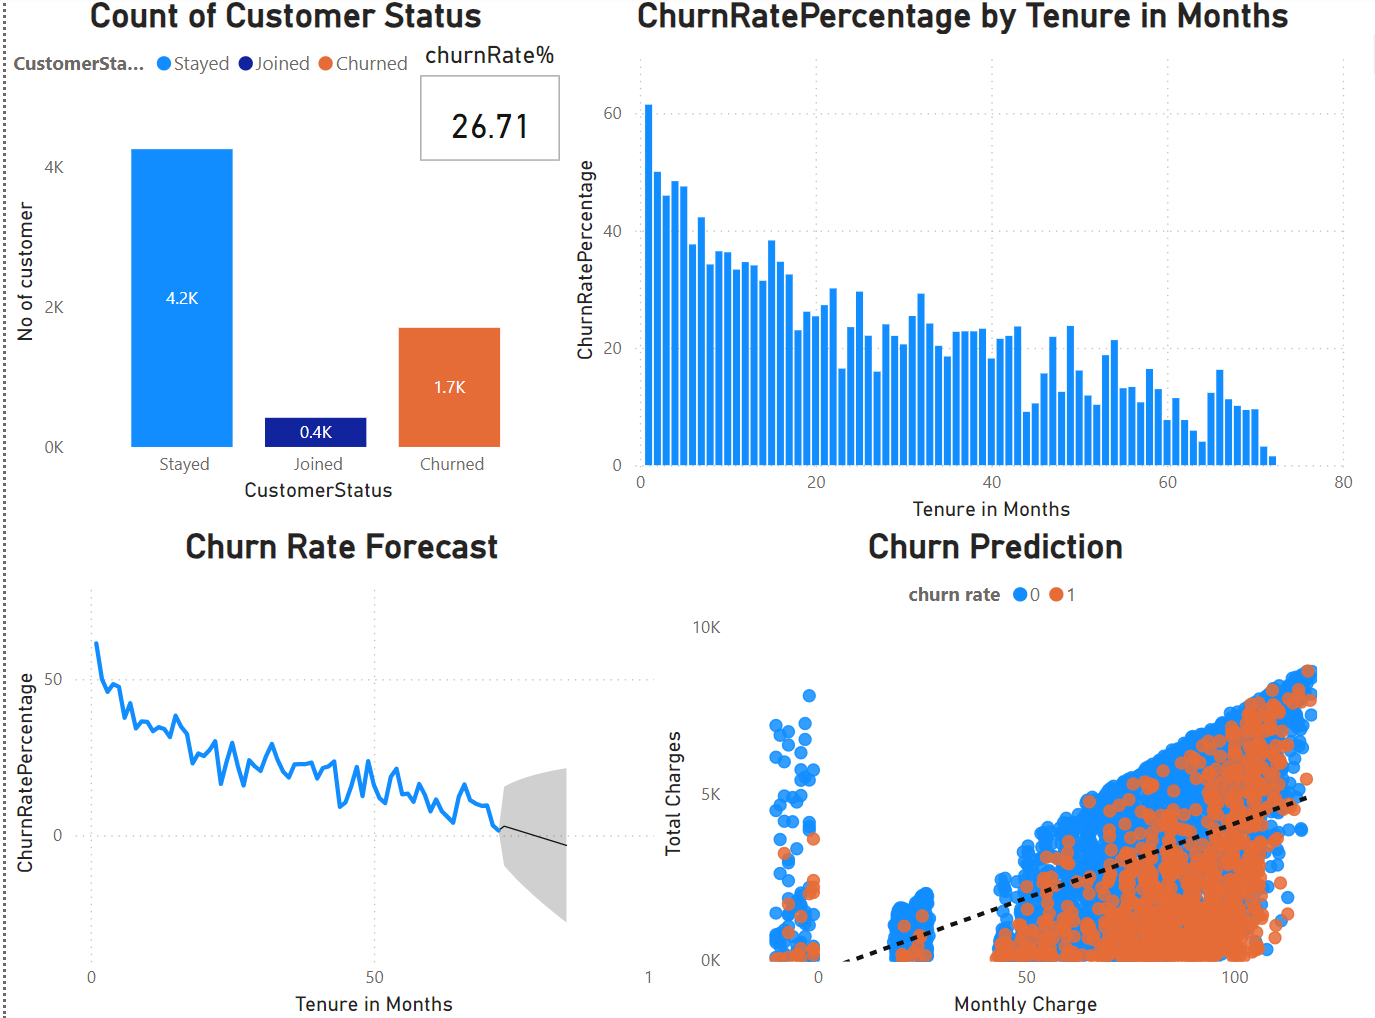 Count of Customer Status
CustomerSta... Stayed Joined Churned
churnRate%
26.71
4K
2K
0K
No of customer
4.2K
0.4K
1.7K
Stayed Joined Churned
CustomerStatus
ChurnRatePercentage by Tenure in Months
60
40
20
0
ChurnRatePercentage
0 20 40 60 80
Tenure in Months
Churn Rate Forecast
50
0
ChurnRatePercentage
0 50 1
Tenure in Months
Churn Prediction
churn rate 0 1
10K
5K
0K
Total Charges
0 50 100
Monthly Charge